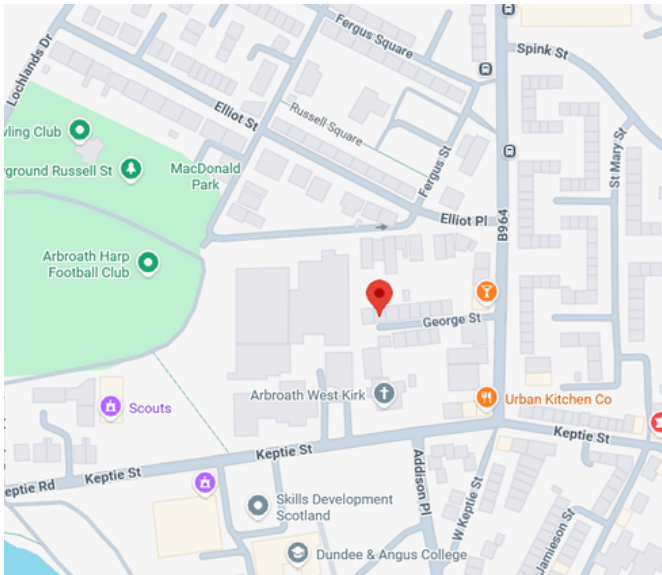 Lochlands Dr
Fergus Square
Spink St
Elliot St
Russell Square
wling Club
yground Russell St
MacDonald
Park
Fergus St
St Mary St
Elliot Pl
B964
Arbroath Harp
Football Club
George St
Arbroath West Kirk
Urban Kitchen Co
Scouts
Keptie St
Keptie St
Keptie St
eptie Rd
Addison Pl
W Keptie St
Jamieson St
Skills Development
Scotland
Dundee & Angus College